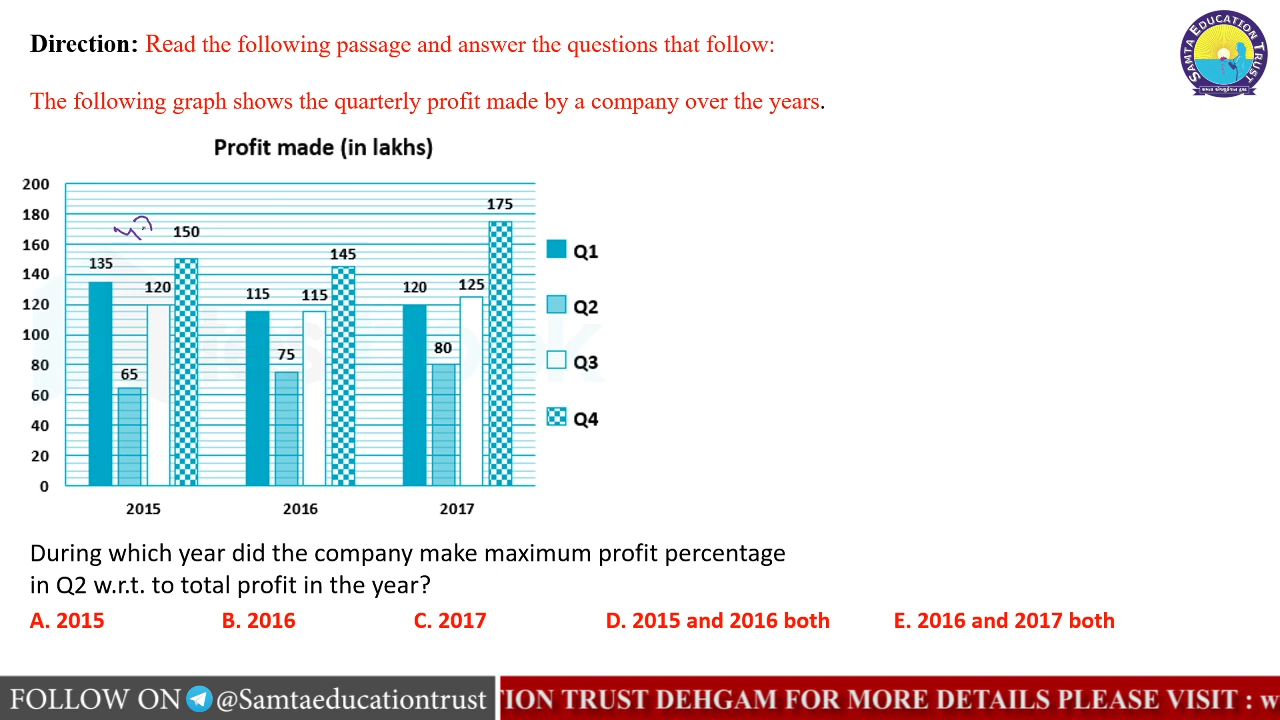 Direction: Read the following passage and answer the questions that follow:
SAMTA EDUCATION TRUST
The following graph shows the quarterly profit made by a company over the years.
Profit made (in lakhs)
200
180
160
140
120
100
80
60
40
20
0
135
65
120
150
115
75
115
145
120
80
125
175
2015
2016
2017
Q1
Q2
Q3
Q4
During which year did the company make maximum profit percentage
in Q2 w.r.t. to total profit in the year?
A. 2015 B. 2016 C. 2017 D. 2015 and 2016 both E. 2016 and 2017 both
FOLLOW ON @Samtaeducationtrust
TION TRUST DEHGAM FOR MORE DETAILS PLEASE VISIT : w